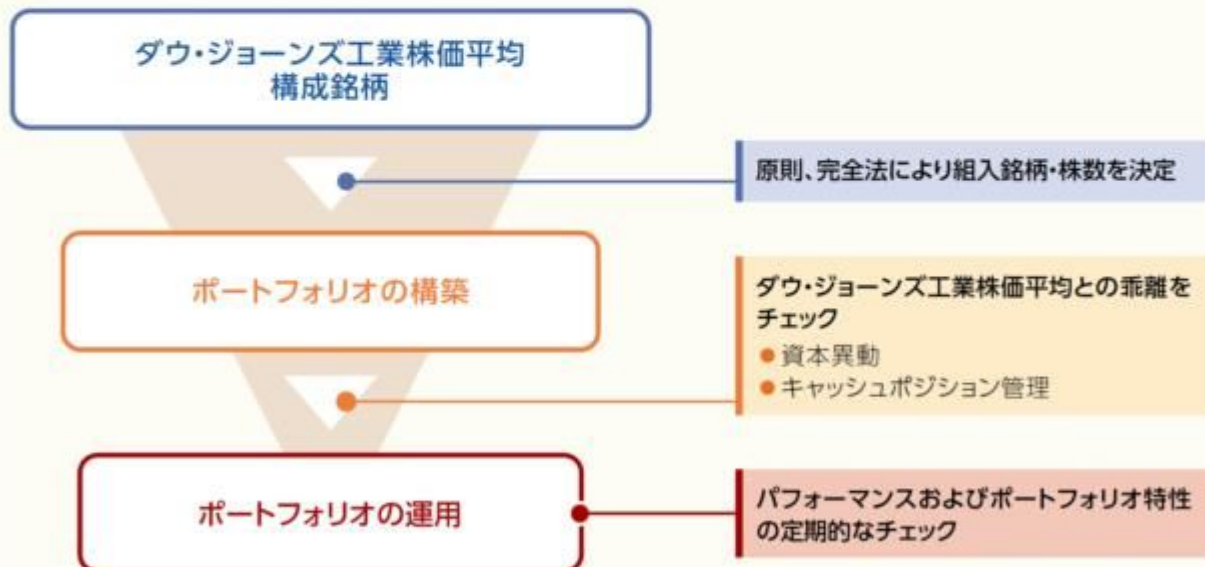 ダウ・ジョーンズ工業株価平均
構成銘柄
原則、完全法により組入銘柄・株数を決定
ポートフォリオの構築
ダウ・ジョーンズ工業株価平均との乖離を
チェック
● 資本異動
● キャッシュポジション管理
ポートフォリオの運用
パフォーマンスおよびポートフォリオ特性
の定期的なチェック